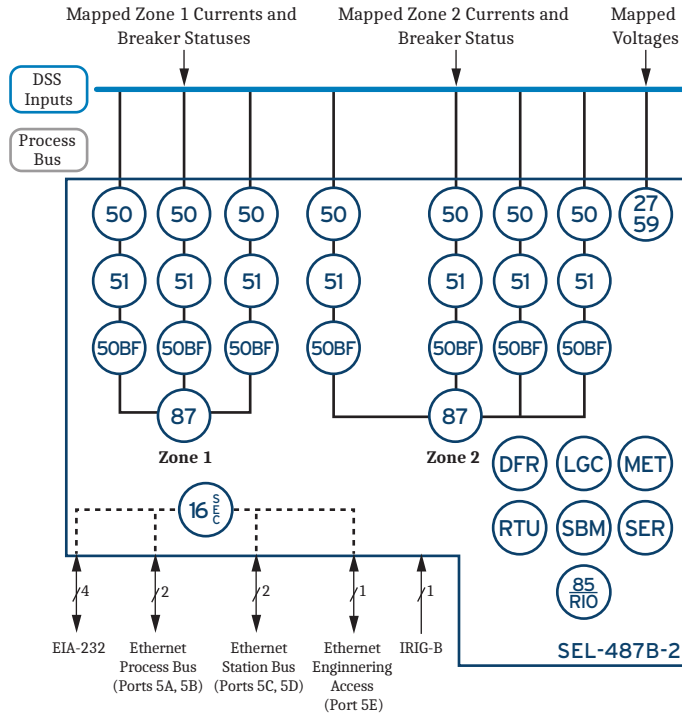 Mapped Zone 1 Currents and
Breaker Statuses
Mapped Zone 2 Currents and
Breaker Status
Mapped
Voltages
DSS
Inputs
Process
Bus
50 50 50 50 50 50 50 27
59
51 51 51 51 51 51 51
50BF 50BF 50BF 50BF 50BF 50BF 50BF
87 87
Zone 1 Zone 2
DFR LGC MET
16 S
E
C
RTU SBM SER
85
RIO
4 2 2 1 1
EIA-232
Ethernet
Process Bus
(Ports 5A, 5B)
Ethernet
Station Bus
(Ports 5C, 5D)
Ethernet
Enginnering
Access
(Port 5E)
IRIG-B
SEL-487B-2